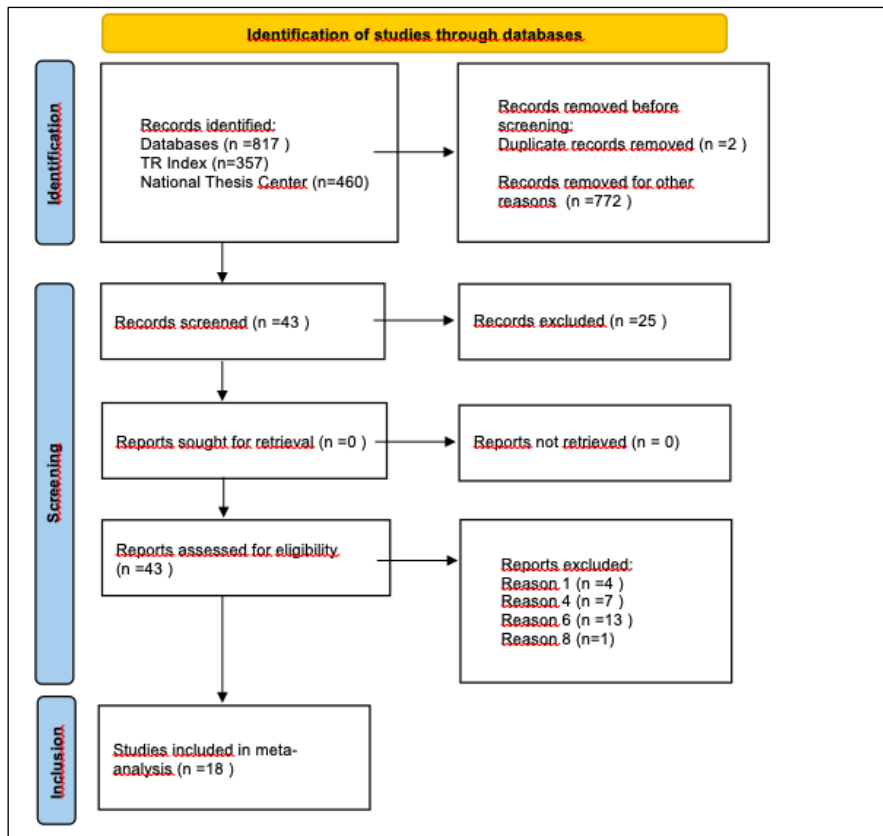 Identification of studies through databases
Identification
Records identified:
Databases (n =817 )
TR Index (n=357)
National Thesis Center (n=460)
Records removed before
screening:
Duplicate records removed (n =2 )
Records removed for other
reasons  (n =772 )
Screening
Records screened (n =43 )
Records excluded (n =25 )
Reports sought for retrieval (n =0 )
Reports not retrieved (n = 0)
Reports assessed for eligibility
(n =43 )
Reports excluded:
Reason 1 (n =4 )
Reason 4 (n =7 )
Reason 6 (n =13 )
Reason 8 (n=1)
Inclusion
Studies included in meta-
analysis (n =18 )